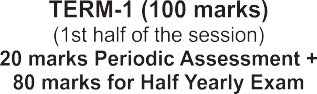 TERM-1 (100 marks)
(1st half of the session)
20 marks Periodic Assessment +
80 marks for Half Yearly Exam